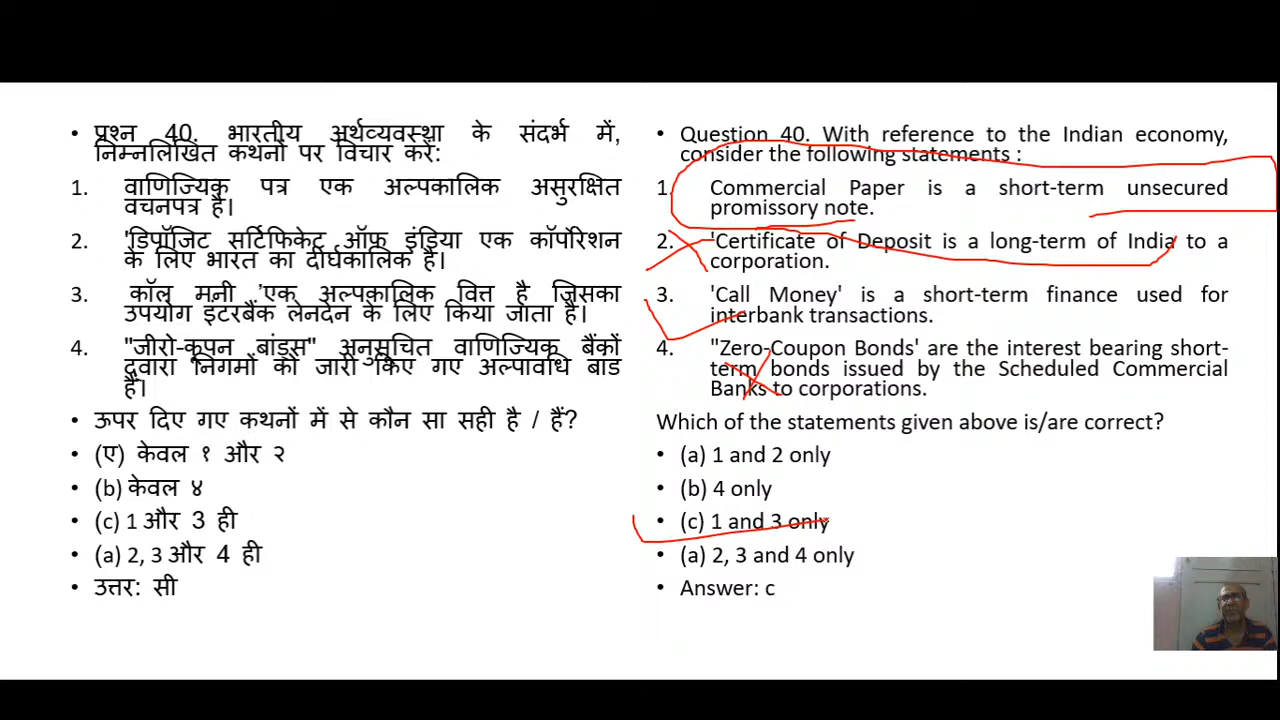 • प्रश्न 40. भारतीय अर्थव्यवस्था के संदर्भ में,
निम्नलिखित कथनों पर विचार करें:
1. वाणिज्यिक पत्र एक अल्पकालिक असुरक्षित
वचनपत्र है।
2. 'डिपॉजिट सर्टिफिकेट ऑफ इंडिया एक कॉर्पोरेशन
के लिए भारत का दीर्घकालिक है।
3. कॉल मनी 'एक अल्पकालिक वित्त है जिसका
उपयोग इंटरबैंक लेनदेन के लिए किया जाता है।
4. "जीरो-कूपन बांड्स" अनुसूचित वाणिज्यिक बैंकों
द्वारा निगमों को जारी किए गए अल्पावधि बांड
हैं।
• ऊपर दिए गए कथनों में से कौन सा सही है / हैं?
• (ए) केवल १ और २
• (b) केवल ४
• (c) 1 और 3 ही
• (a) 2, 3 और 4 ही
• उत्तर: सी
• Question 40. With reference to the Indian economy,
consider the following statements :
1. Commercial Paper is a short-term unsecured
promissory note.
2. 'Certificate of Deposit is a long-term of India to a
corporation.
3. 'Call Money' is a short-term finance used for
interbank transactions.
4. "Zero-Coupon Bonds' are the interest bearing short-
term bonds issued by the Scheduled Commercial
Banks to corporations.
Which of the statements given above is/are correct?
• (a) 1 and 2 only
• (b) 4 only
• (c) 1 and 3 only
• (a) 2, 3 and 4 only
• Answer: c